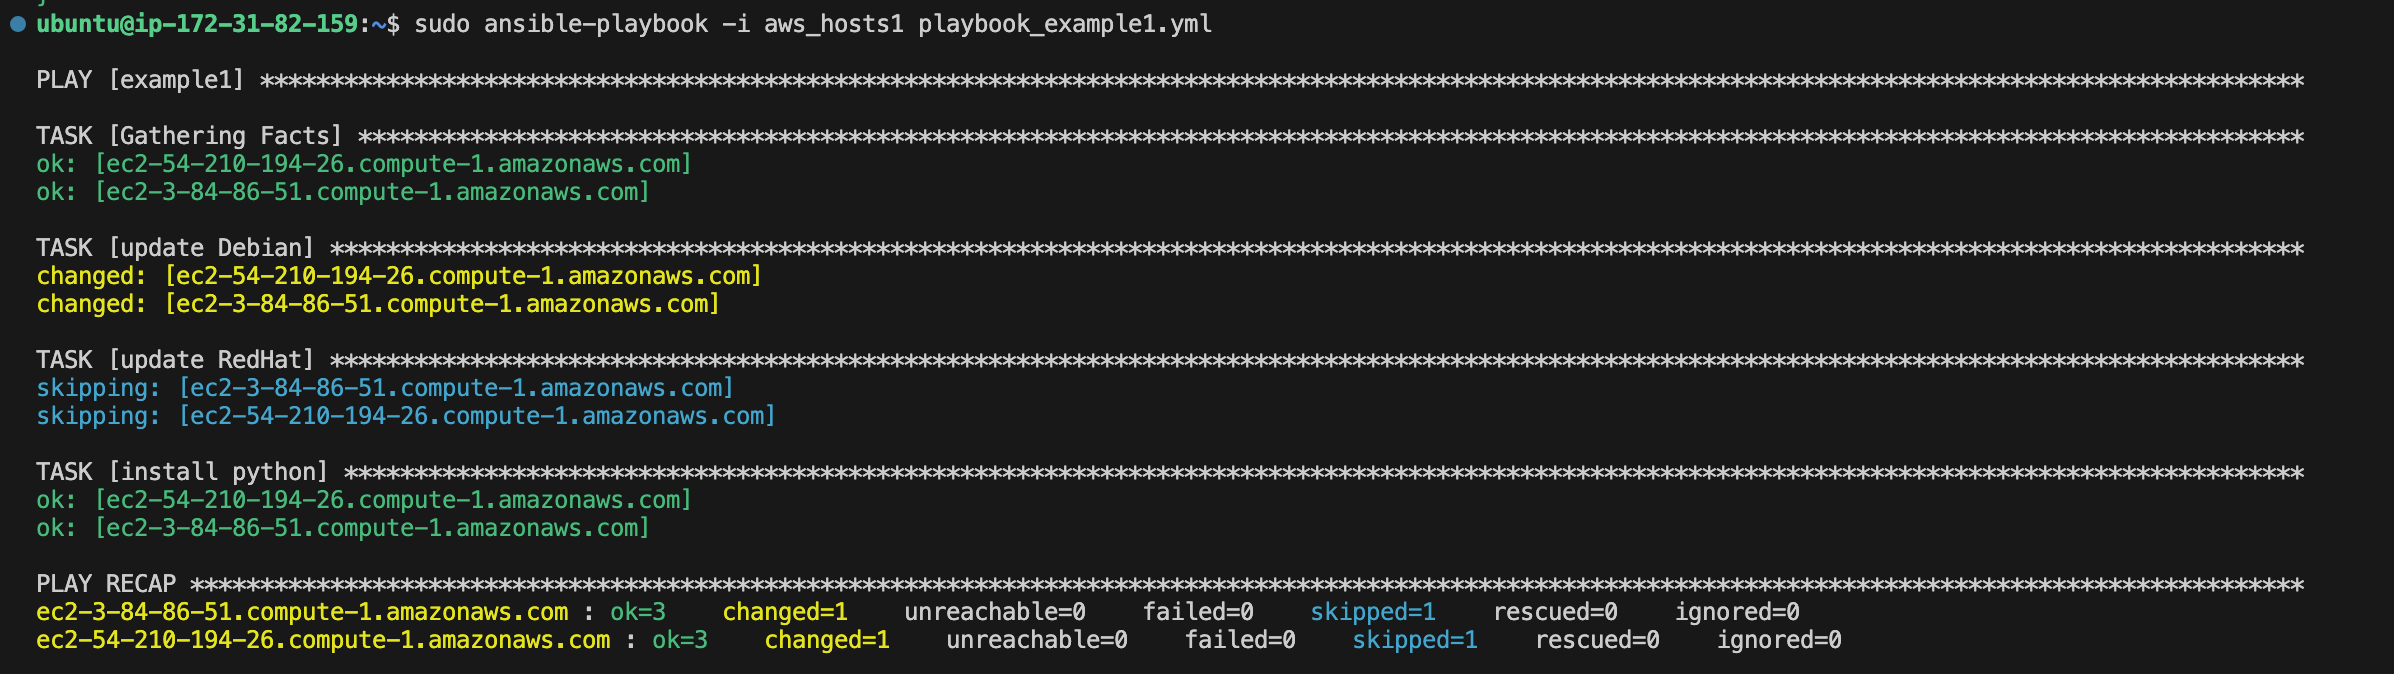 ubuntu@ip-172-31-82-159:~$ sudo ansible-playbook -i aws_hosts1 playbook_example1.yml
PLAY [example1] **************************************************************************************************************************************************
TASK [Gathering Facts] *******************************************************************************************************************************************
ok: [ec2-54-210-194-26.compute-1.amazonaws.com]
ok: [ec2-3-84-86-51.compute-1.amazonaws.com]
TASK [update Debian] *********************************************************************************************************************************************
changed: [ec2-54-210-194-26.compute-1.amazonaws.com]
changed: [ec2-3-84-86-51.compute-1.amazonaws.com]
TASK [update RedHat] *********************************************************************************************************************************************
skipping: [ec2-3-84-86-51.compute-1.amazonaws.com]
skipping: [ec2-54-210-194-26.compute-1.amazonaws.com]
TASK [install python] ********************************************************************************************************************************************
ok: [ec2-54-210-194-26.compute-1.amazonaws.com]
ok: [ec2-3-84-86-51.compute-1.amazonaws.com]
PLAY RECAP *******************************************************************************************************************************************************
ec2-3-84-86-51.compute-1.amazonaws.com : ok=3    changed=1    unreachable=0    failed=0    skipped=1    rescued=0    ignored=0
ec2-54-210-194-26.compute-1.amazonaws.com : ok=3    changed=1    unreachable=0    failed=0    skipped=1    rescued=0    ignored=0